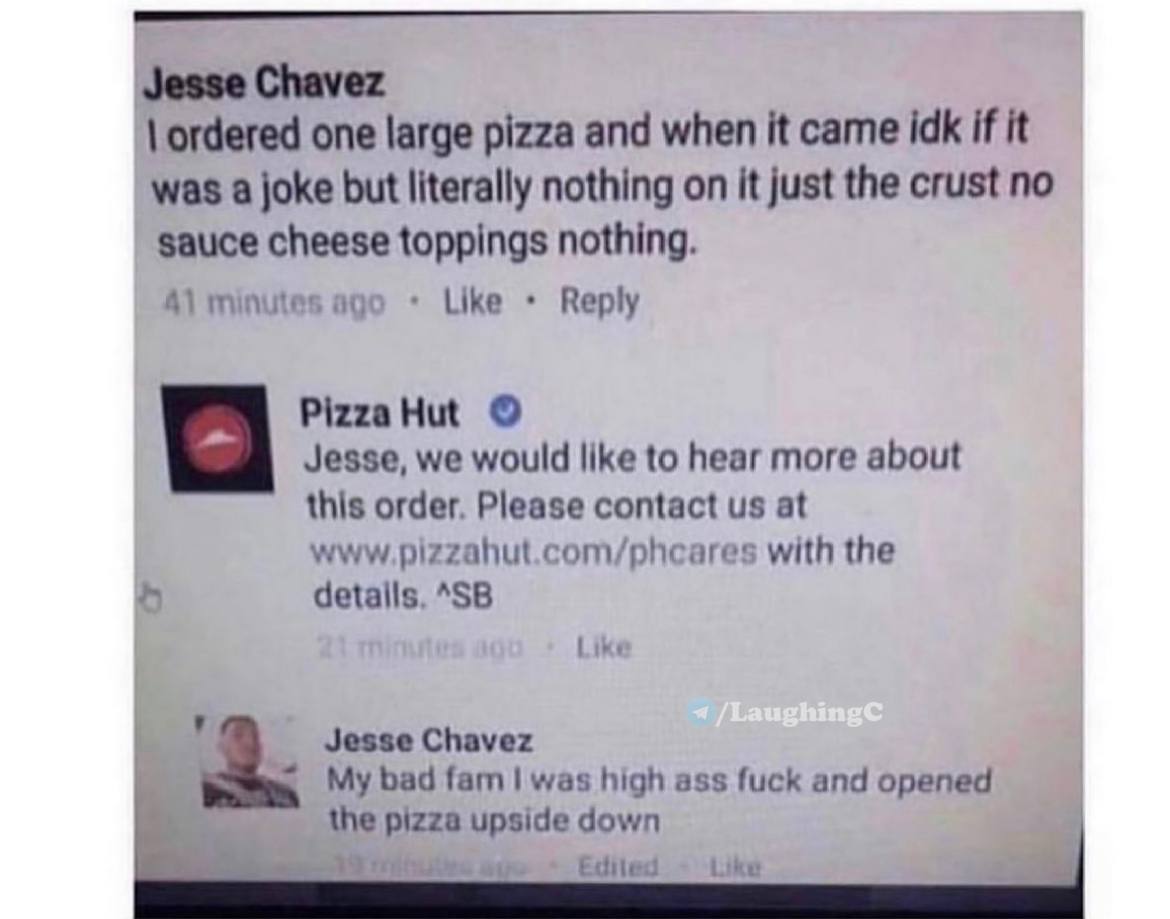 Jesse Chavez
I ordered one large pizza and when it came idk if it
was a joke but literally nothing on it just the crust no
sauce cheese toppings nothing.
41 minutes ago · Like · Reply
Pizza Hut
Jesse, we would like to hear more about
this order. Please contact us at
www.pizzahut.com/phcares with the
details. ^SB
21 minutes ago · Like
/LaughingC
Jesse Chavez
My bad fam I was high ass fuck and opened
the pizza upside down
19 minutes ago · Edited · Like